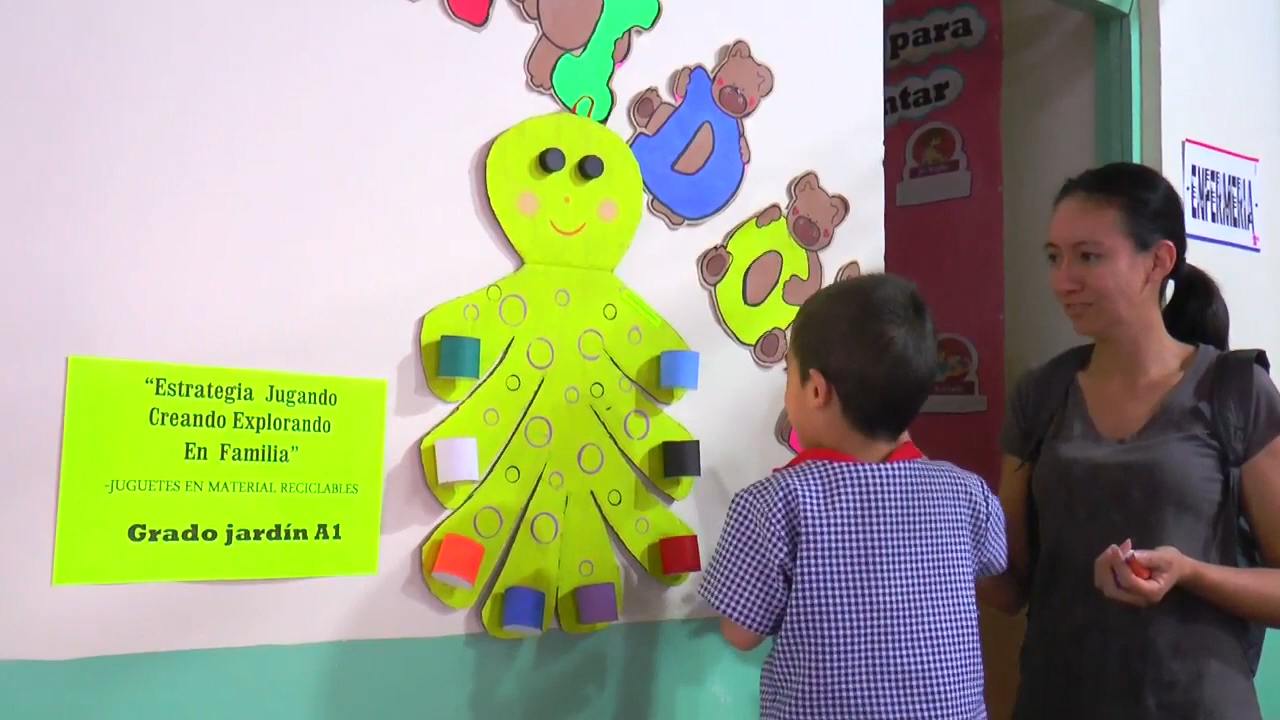 “Estrategia Jugando
Creando Explorando
En Familia”
-JUGUETES EN MATERIAL RECICLABLES
Grado jardín A1
para
ntar
-ENFERMERIA-